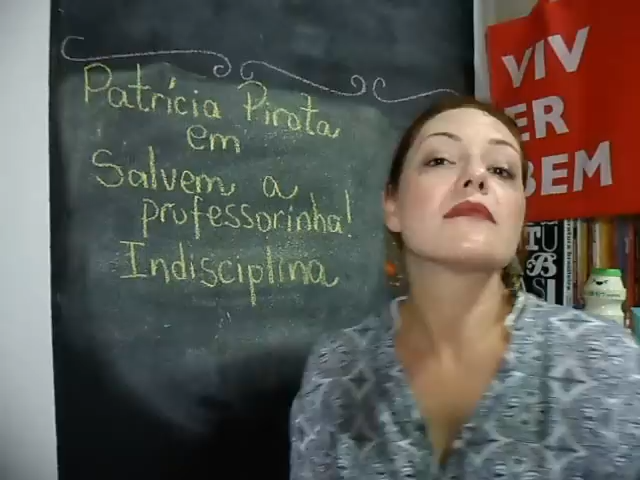 Patrícia Pirata
em
Salvem a
professorinha!
Indisciplina
VIV
ER
BEM